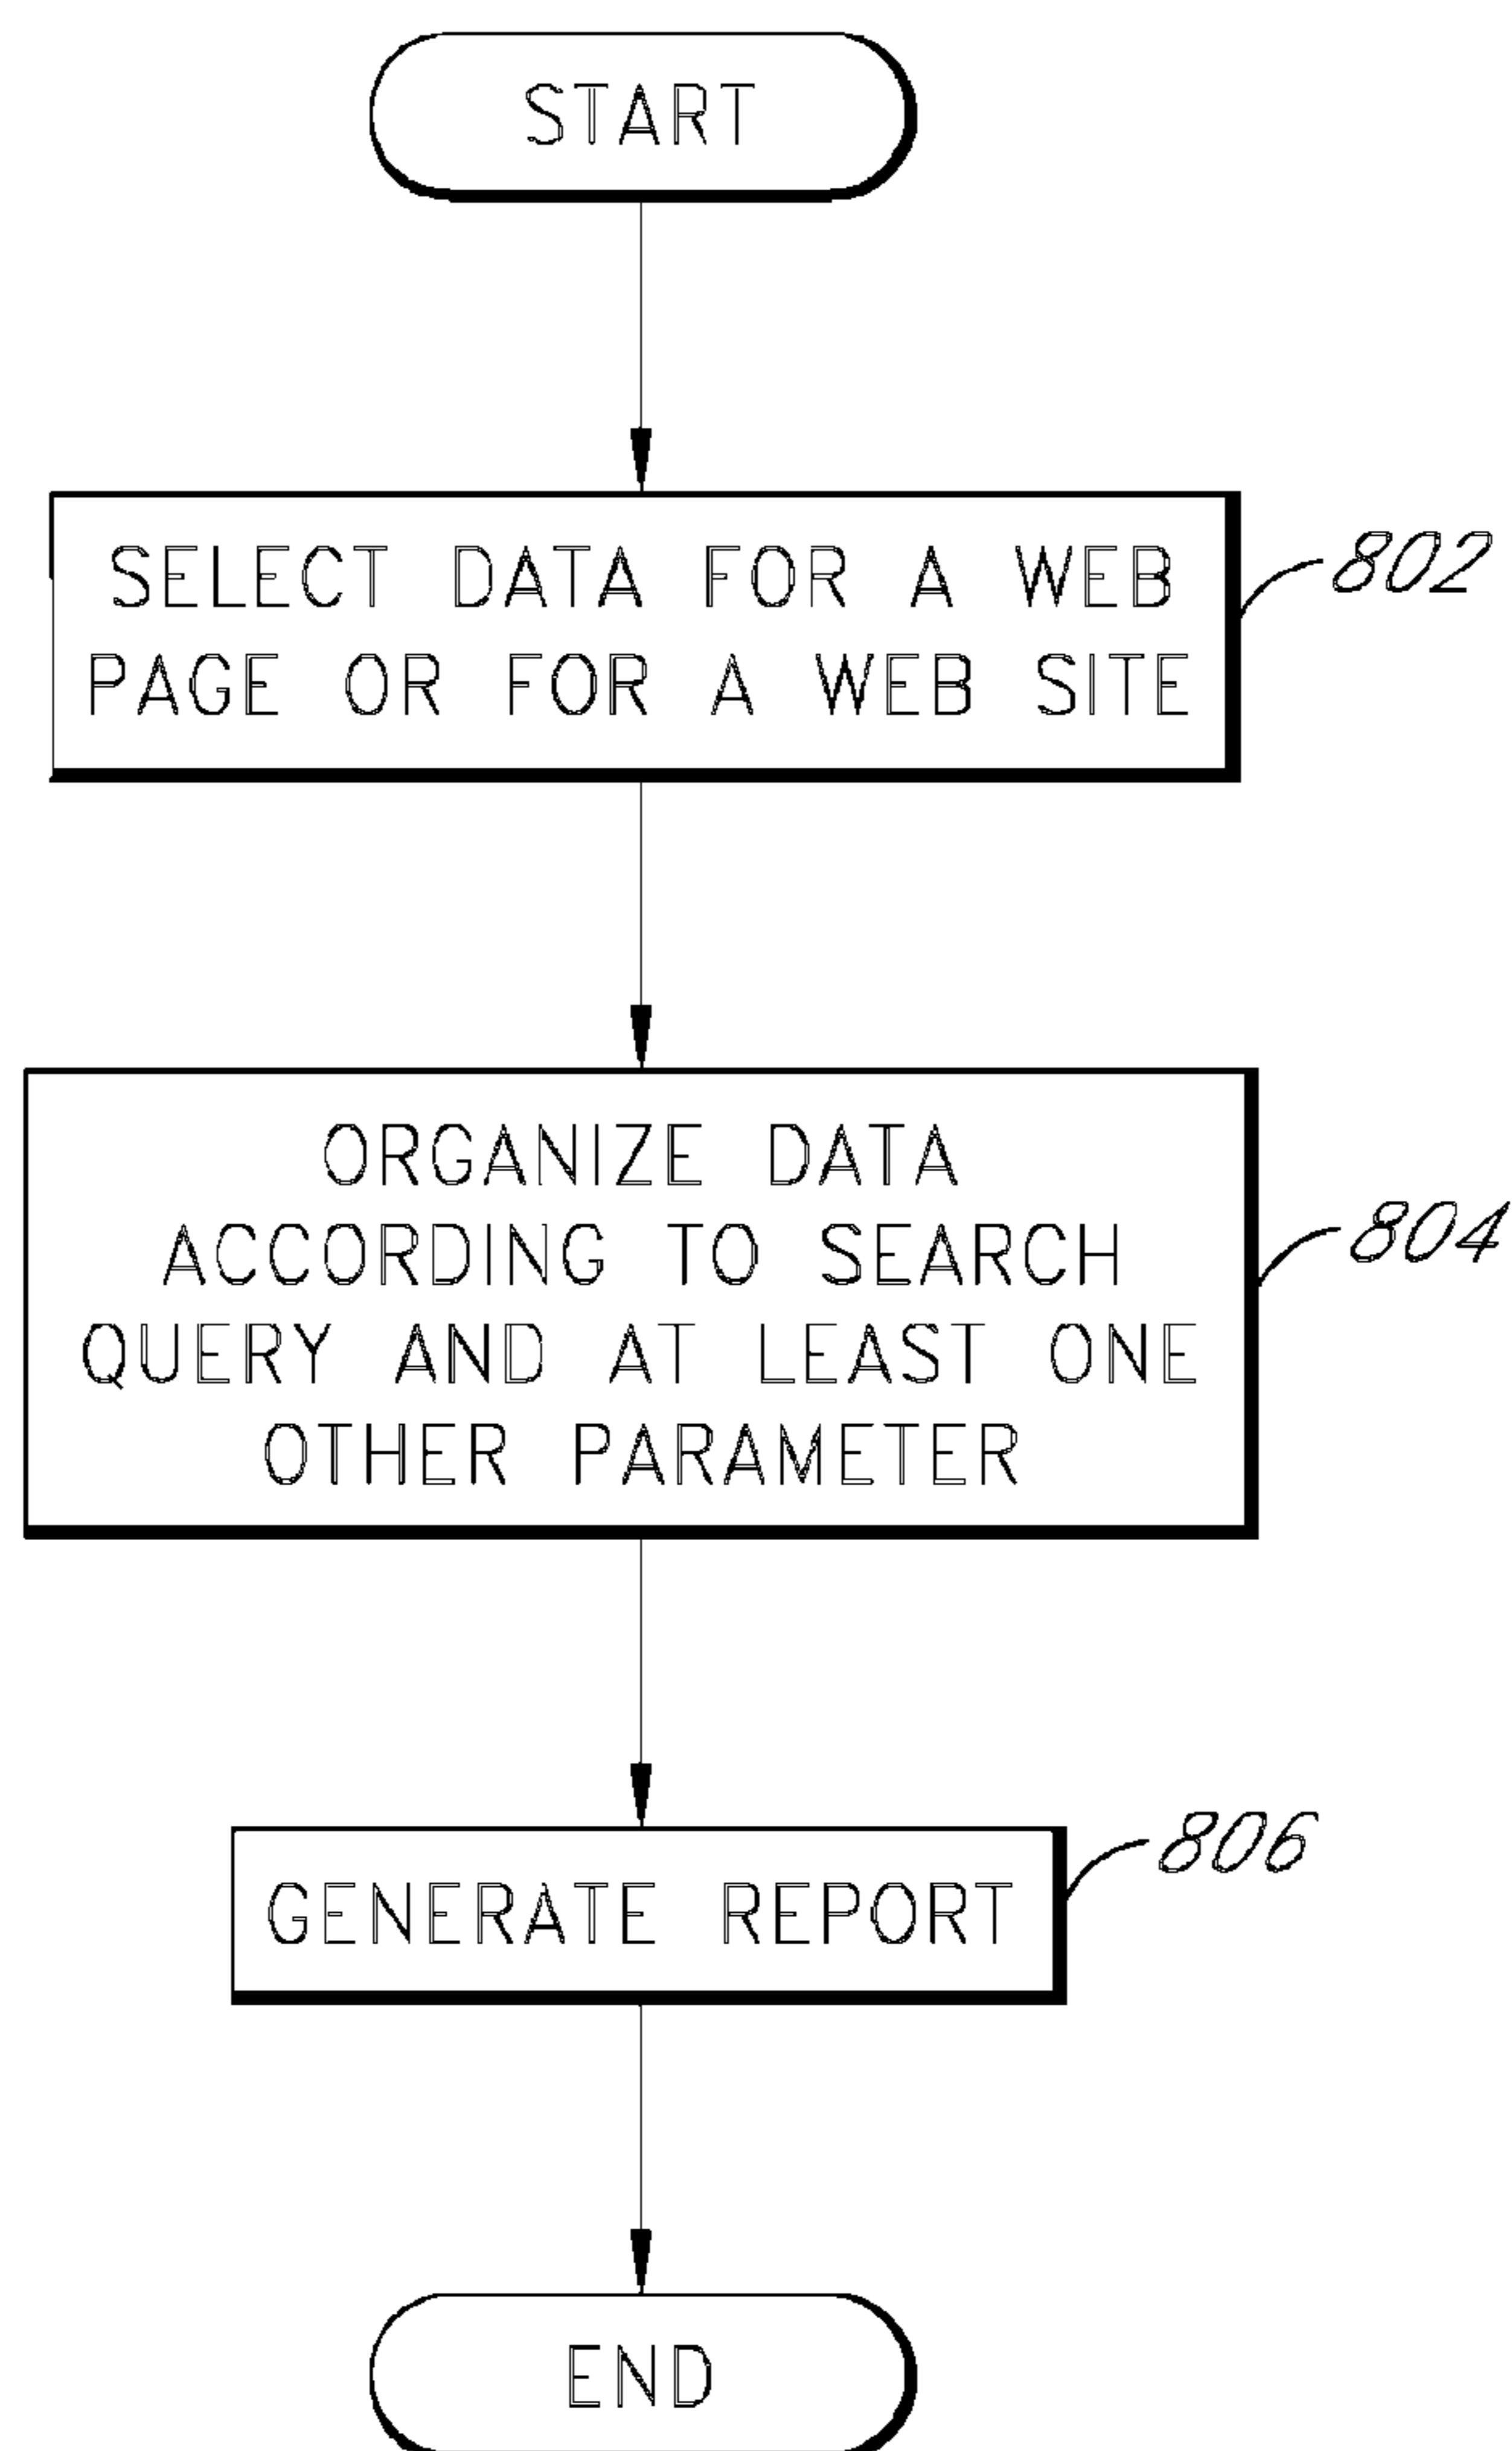 START
SELECT DATA FOR A WEB
PAGE OR FOR A WEB SITE
802
ORGANIZE DATA
ACCORDING TO SEARCH
QUERY AND AT LEAST ONE
OTHER PARAMETER
804
GENERATE REPORT
806
END